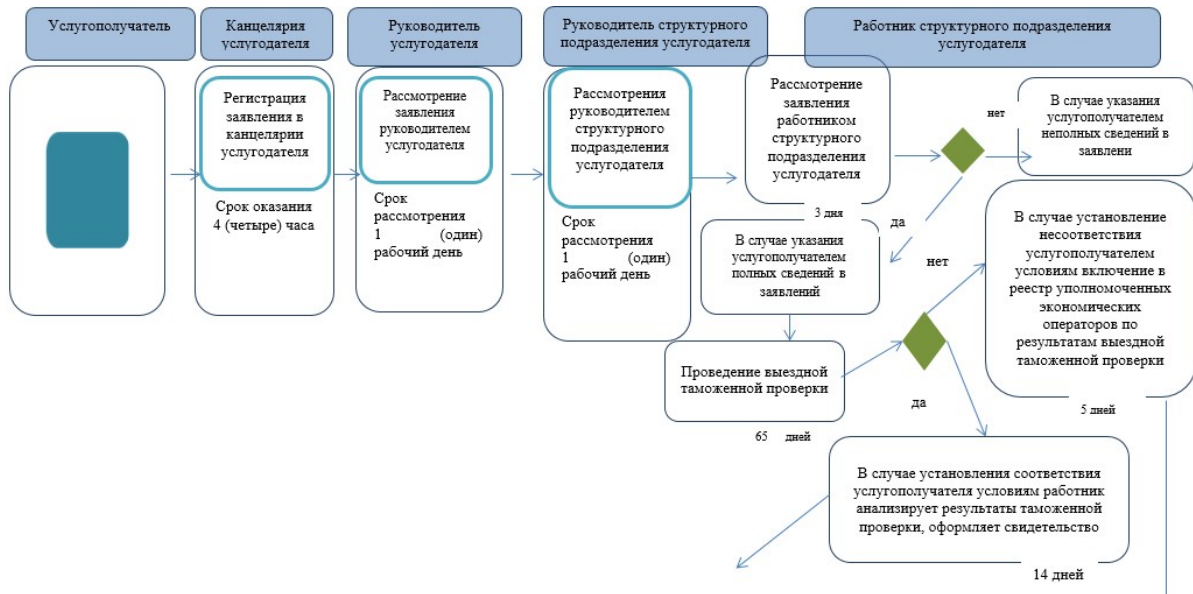 Услугополучатель
Канцелярия
услугодателя
Руководитель
услугодателя
Руководитель структурного
подразделения услугодателя
Работник структурного подразделения
услугодателя
Регистрация
заявления в
канцелярии
услугодателя
Срок оказания
4 (четыре) часа
Рассмотрение
заявления
руководителем
услугодателя
Срок
рассмотрения
1 (один)
рабочий день
Рассмотрения
руководителем
структурного
подразделения
услугодателя
Срок
рассмотрения
1 (один)
рабочий день
Рассмотрение
заявления
работником
структурного
подразделения
услугодателя
3 дня
нет
В случае указания
услугополучателем
неполных сведений в
заявлени
да
В случае указания
услугополучателем
полных сведений в
заявлений
нет
В случае установление
несоответствия
услугополучателем
условиям включение в
реестр уполномоченных
экономических
операторов по
результатам выездной
таможенной проверки
5 дней
Проведение выездной
таможенной проверки
65 дней
да
В случае установления соответствия
услугополучателя условиям работник
анализирует результаты таможенной
проверки, оформляет свидетельство
14 дней